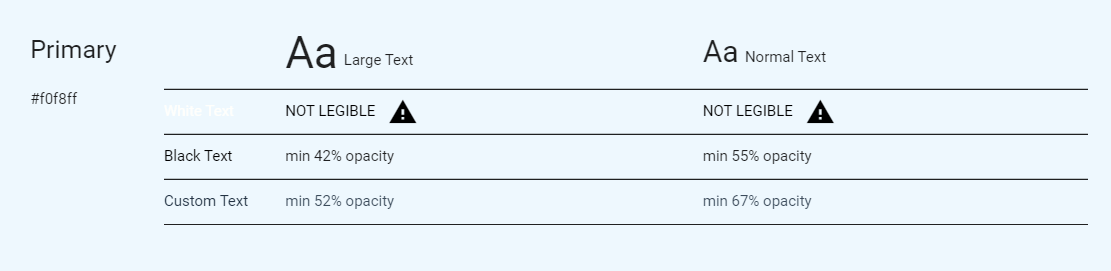 Primary
Aa Large Text
Aa Normal Text
#f0f8ff
White Text NOT LEGIBLE NOT LEGIBLE
Black Text min 42% opacity min 55% opacity
Custom Text min 52% opacity min 67% opacity